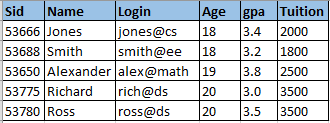 Sid Name Login Age gpa Tuition
53666 Jones jones@cs 18 3.4 2000
53688 Smith smith@ee 18 3.2 1800
53650 Alexander alex@math 19 3.8 2500
53775 Richard rich@ds 20 3.0 3500
53780 Ross ross@ds 20 3.5 3500